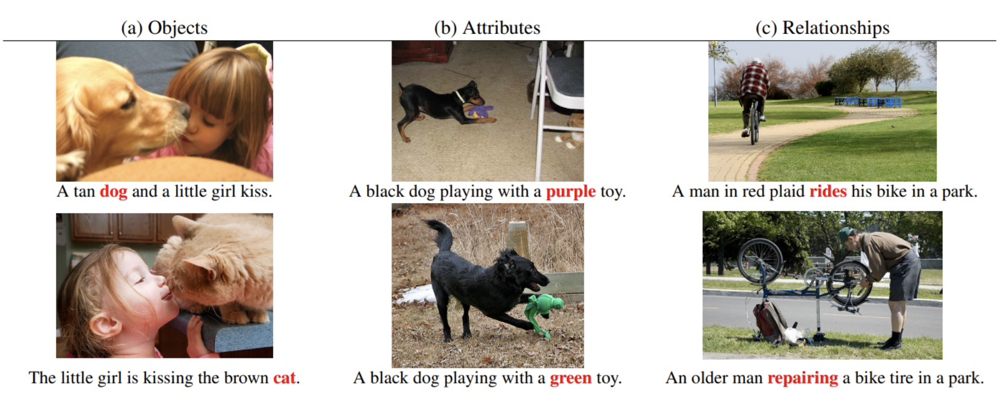 (a) Objects
(b) Attributes
(c) Relationships
A tan dog and a little girl kiss.
A black dog playing with a purple toy.
A man in red plaid rides his bike in a park.
The little girl is kissing the brown cat.
A black dog playing with a green toy.
An older man repairing a bike tire in a park.